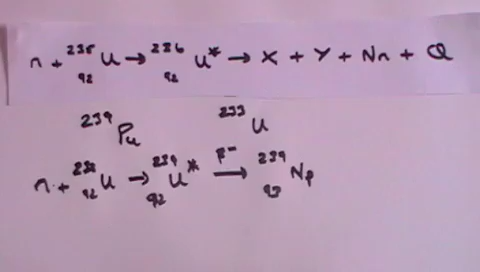 n + ²³⁵₉₂U → ²³⁶₉₂U* → X + Y + Nn + Q
²³⁹Pu ²³³U
n + ²³⁸₉₂U → ²³⁹₉₂U* β⁻→ ²³⁹₉₃Np